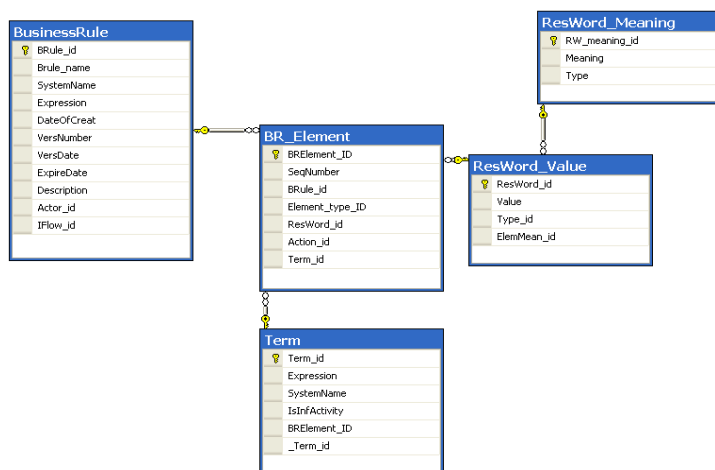 BusinessRule
BRule_id
Brule_name
SystemName
Expression
DateOfCreat
VersNumber
VersDate
ExpireDate
Description
Actor_id
IFlow_id
ResWord_Meaning
RW_meaning_id
Meaning
Type
BR_Element
BRElement_ID
SeqNumber
BRule_id
Element_type_ID
ResWord_id
Action_id
Term_id
ResWord_Value
ResWord_id
Value
Type_id
ElemMean_id
Term
Term_id
Expression
SystemName
IsInfActivity
BRElement_ID
_Term_id